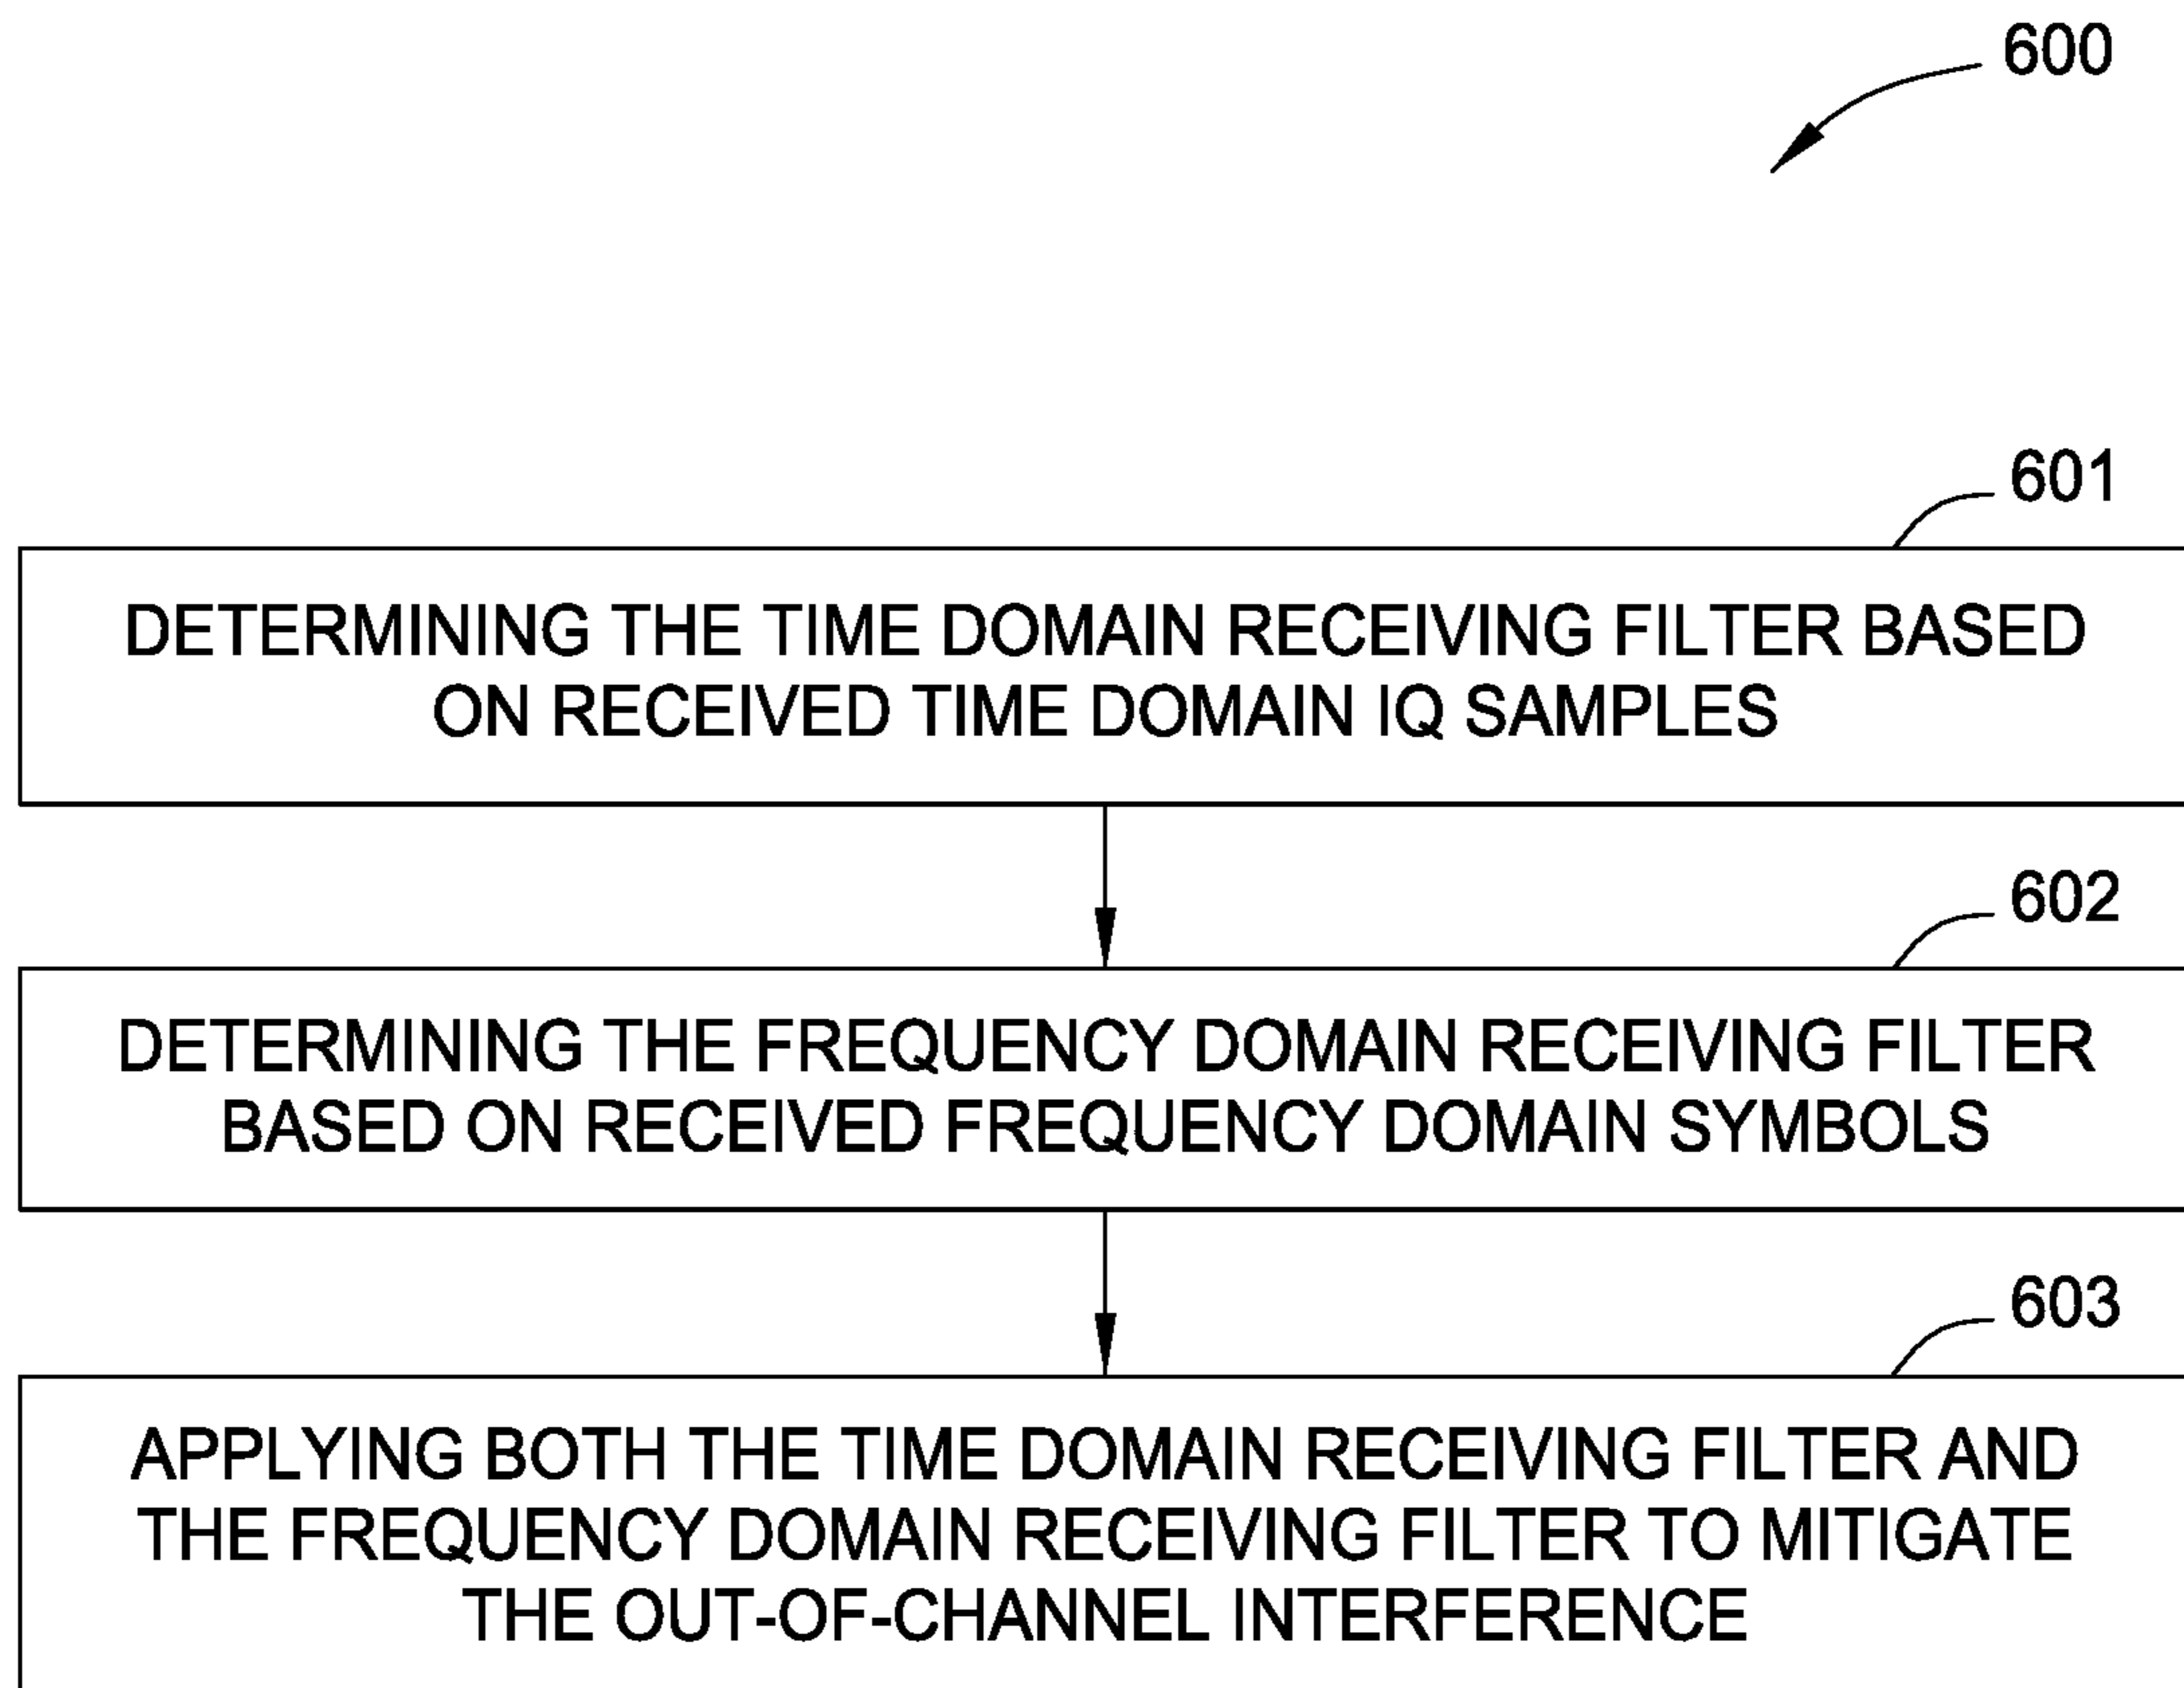 600
601
DETERMINING THE TIME DOMAIN RECEIVING FILTER BASED
ON RECEIVED TIME DOMAIN IQ SAMPLES
602
DETERMINING THE FREQUENCY DOMAIN RECEIVING FILTER
BASED ON RECEIVED FREQUENCY DOMAIN SYMBOLS
603
APPLYING BOTH THE TIME DOMAIN RECEIVING FILTER AND
THE FREQUENCY DOMAIN RECEIVING FILTER TO MITIGATE
THE OUT-OF-CHANNEL INTERFERENCE